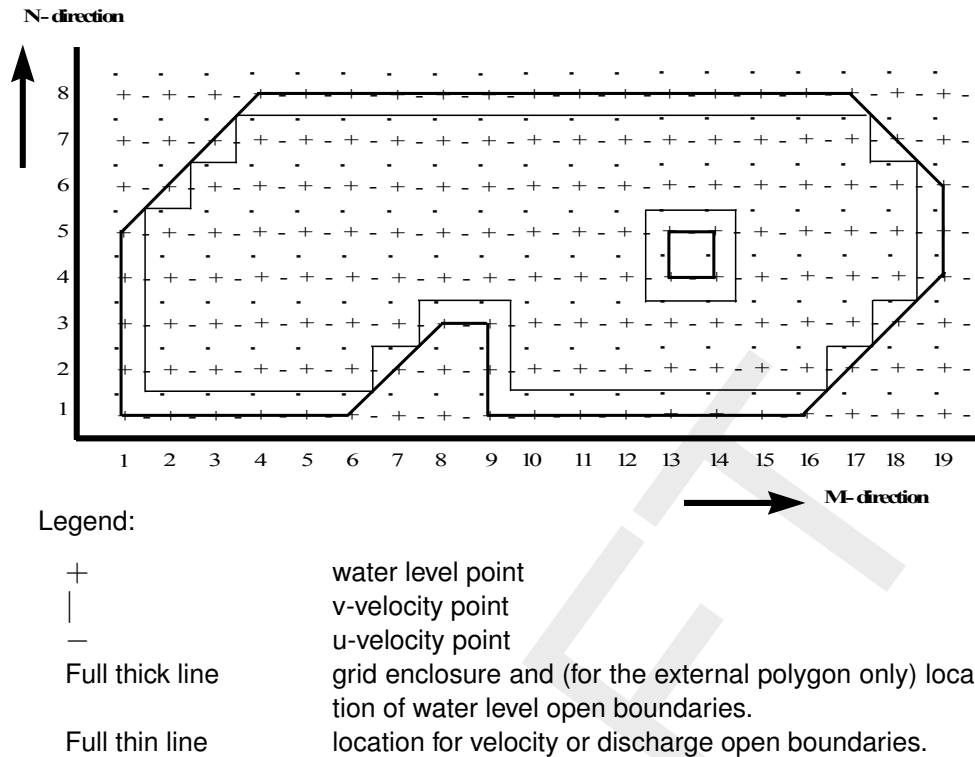 N-direction
8
7
6
5
4
3
2
1
1 2 3 4 5 6 7 8 9 10 11 12 13 14 15 16 17 18 19
M-direction
Legend:
+ water level point
| v-velocity point
— u-velocity point
Full thick line grid enclosure and (for the external polygon only) loca-
tion of water level open boundaries.
Full thin line location for velocity or discharge open boundaries.